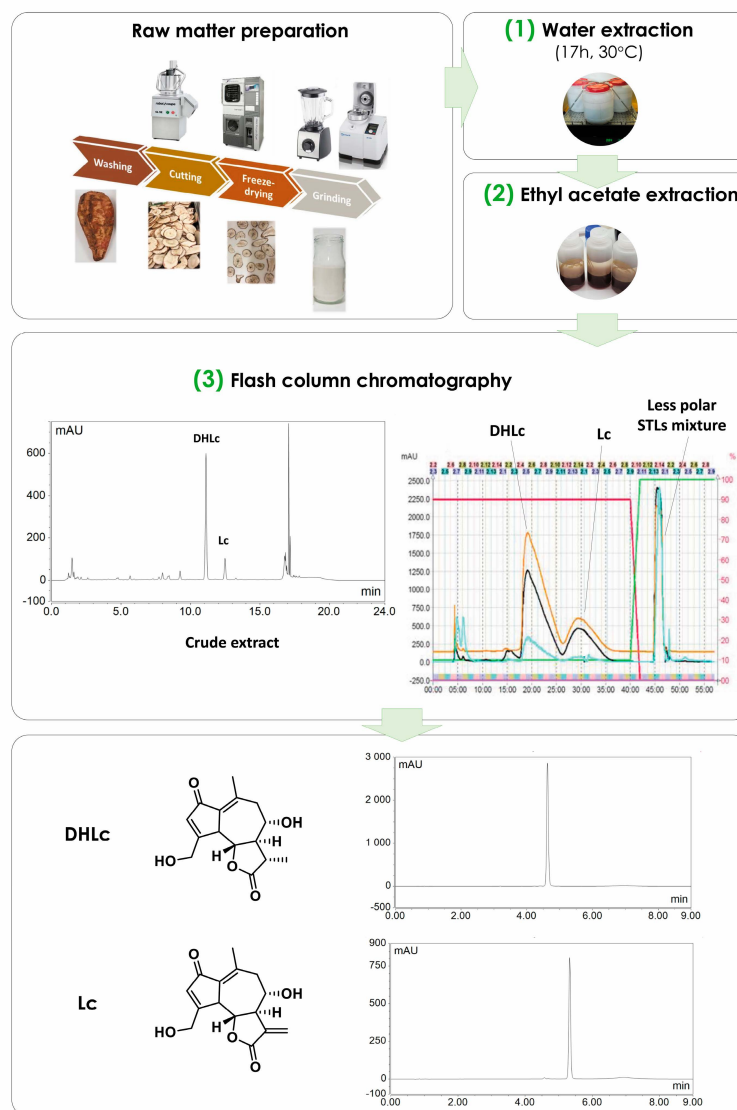 Raw matter preparation
Washing
Cutting
Freeze-
drying
Grinding
(1) Water extraction
(17h, 30°C)
(2) Ethyl acetate extraction
(3) Flash column chromatography
mAU
600
400
200
0
-100
0.0 5.0 10.0 15.0 20.0 24.0
min
DHLc
Lc
Crude extract
DHLc
Lc
Less polar
STLs mixture
mAU
%
2500.0
2250.0
2000.0
1750.0
1500.0
1250.0
1000.0
750.0
500.0
250.0
0.0
-250.0
100
90
80
70
60
50
40
30
20
10
00
00:00 05:00 10:00 15:00 20:00 25:00 30:00 35:00 40:00 45:00 50:00 55:00
DHLc
O
OH
H
H
HO
O
O
3 000
mAU
2 000
1 000
0
-500
min
0.00 2.00 4.00 6.00 8.00 9.00
Lc
O
OH
H
H
HO
O
O
900
mAU
750
500
250
0
-100
min
0.00 2.00 4.00 6.00 8.00 9.00